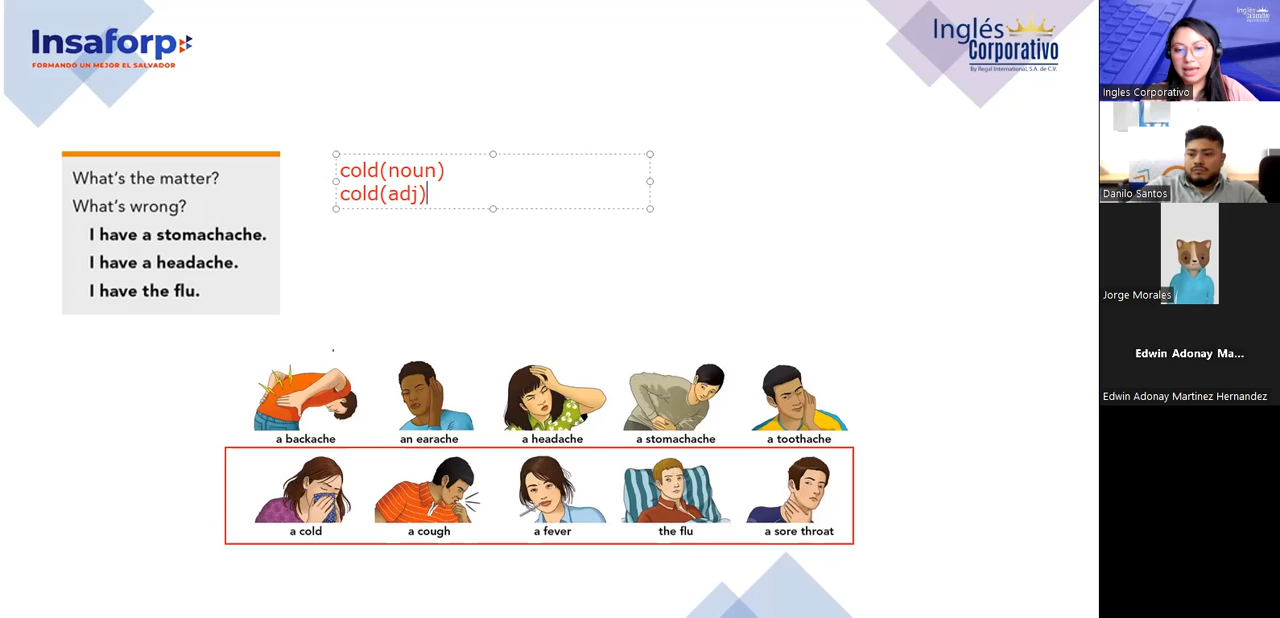 Insaforp
FORMANDO UN MEJOR EL SALVADOR
Inglés
Corporativo
By Regal International, S.A. de C.V.
What's the matter?
What's wrong?
I have a stomachache.
I have a headache.
I have the flu.
cold(noun)
cold(adj)
a backache
an earache
a headache
a stomachache
a toothache
a cold
a cough
a fever
the flu
a sore throat
Inglés
Ingles Corporativo
Danilo Santos
Jorge Morales
Edwin Adonay Ma...
Edwin Adonay Martinez Hernandez